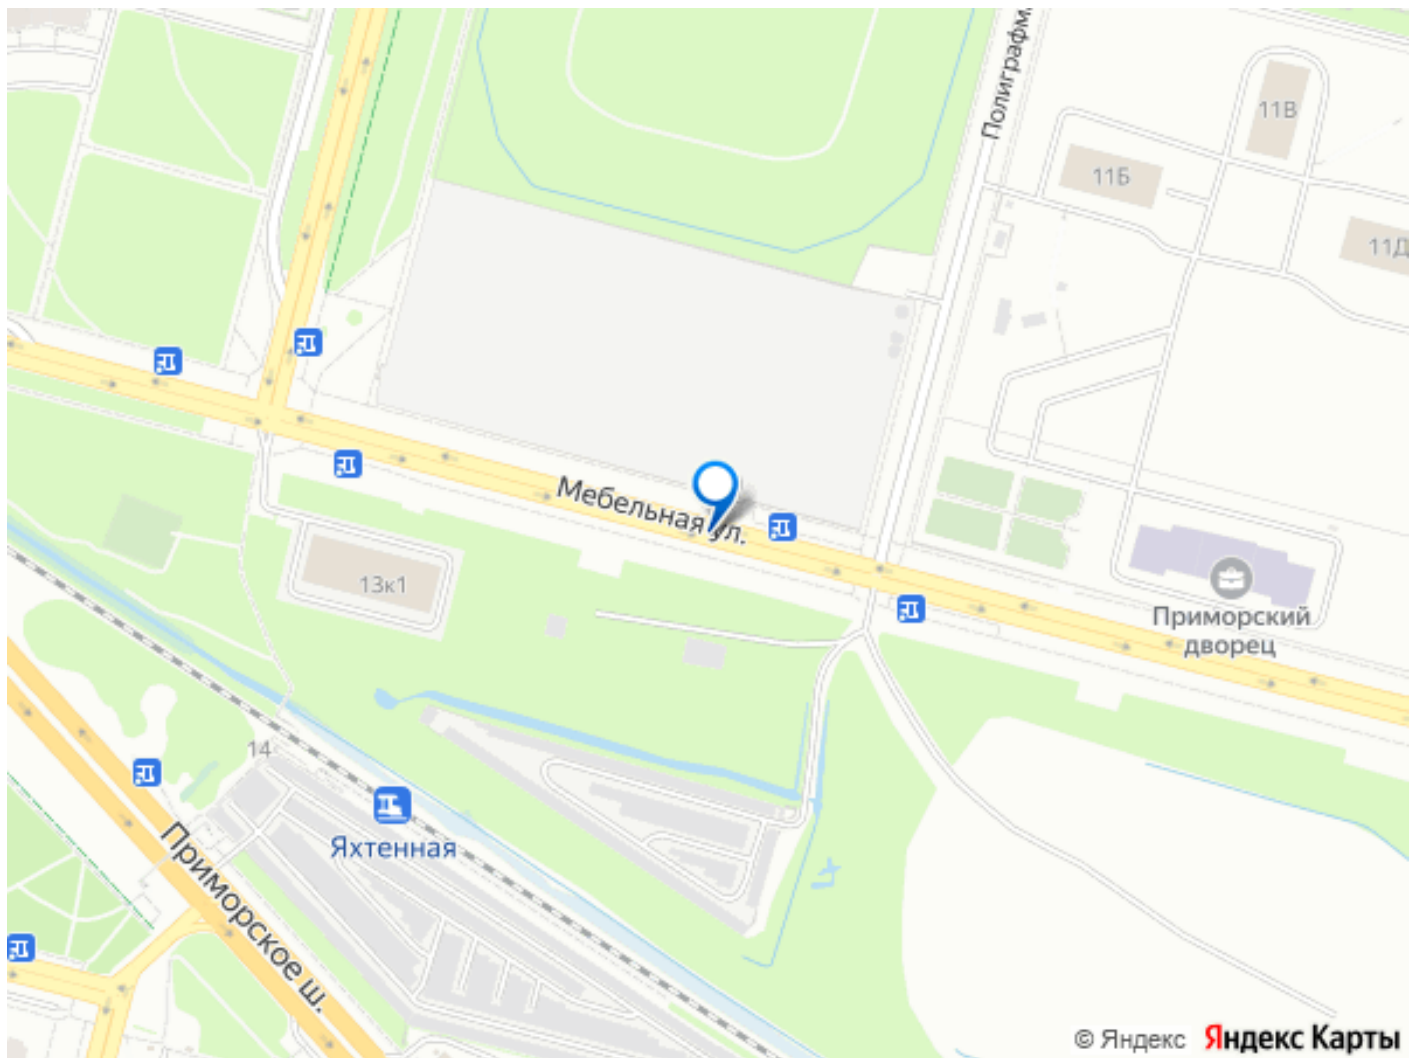 Полиграфм
11В
11Б
11Д
Мебельная ул.
13к1
Приморский
дворец
14
Яхтенная
Приморское ш.
© Яндекс Яндекс Карты